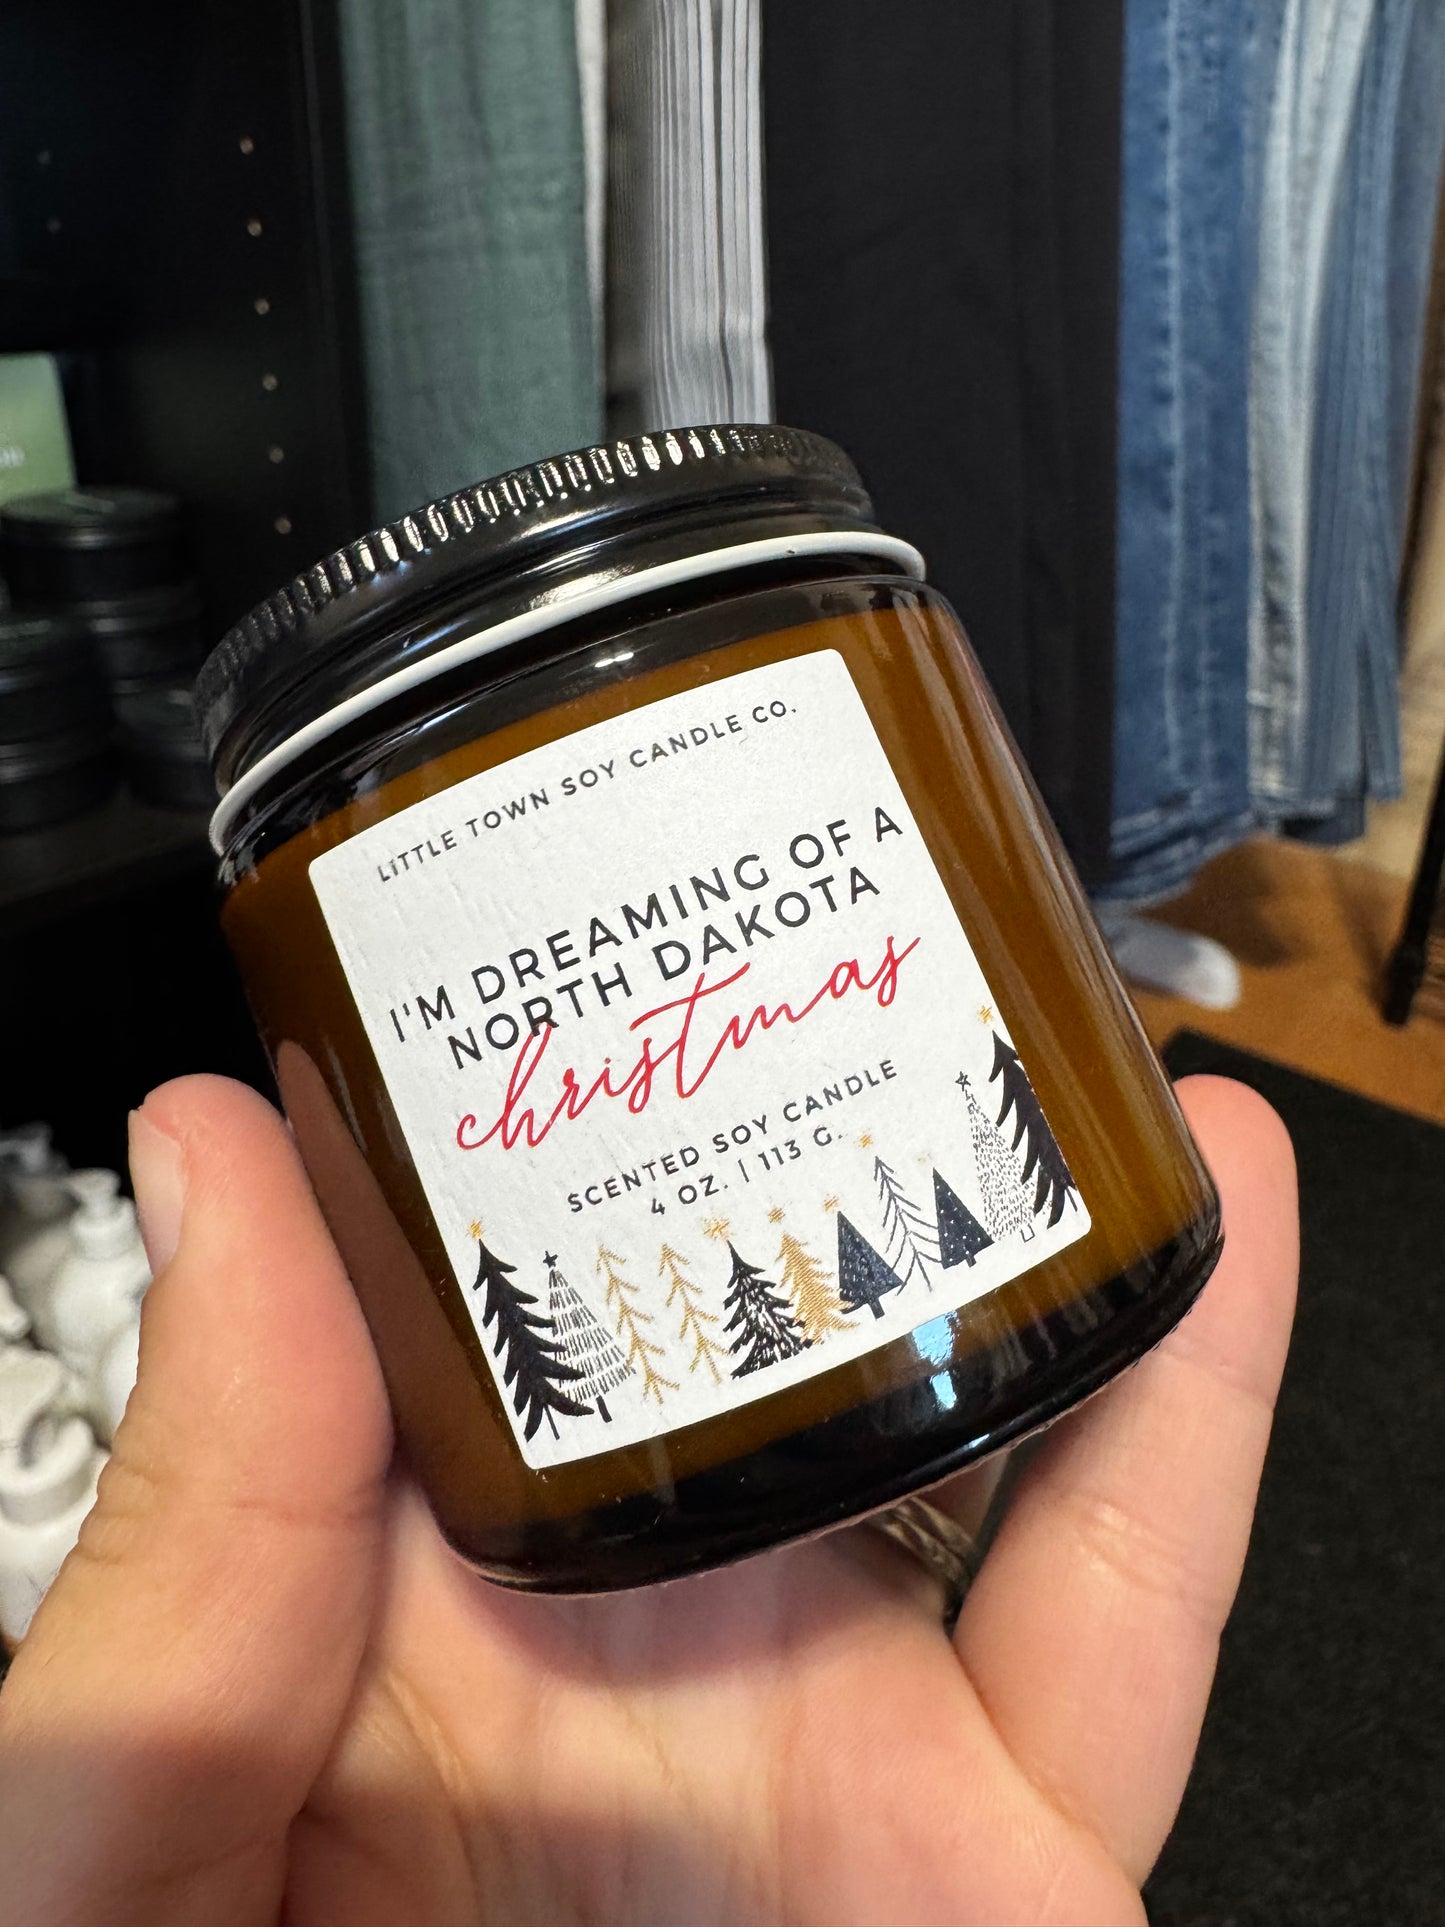 LITTLE TOWN SOY CANDLE CO.
I'M DREAMING OF A
NORTH DAKOTA
christmas
SCENTED SOY CANDLE
4 OZ. | 113 G.